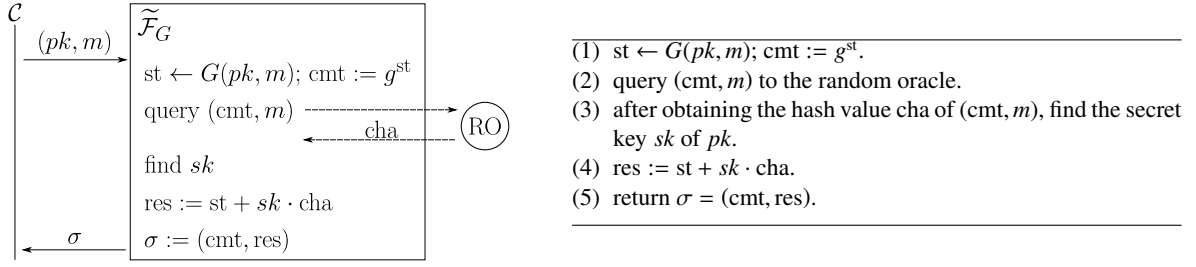 𝒞
(pk, m)
σ
F̃_G
st ← G(pk, m); cmt := g^st
query (cmt, m)
cha
RO
find sk
res := st + sk · cha
σ := (cmt, res)
(1) st ← G(pk, m); cmt := g^st.
(2) query (cmt, m) to the random oracle.
(3) after obtaining the hash value cha of (cmt, m), find the secret
key sk of pk.
(4) res := st + sk · cha.
(5) return σ = (cmt, res).